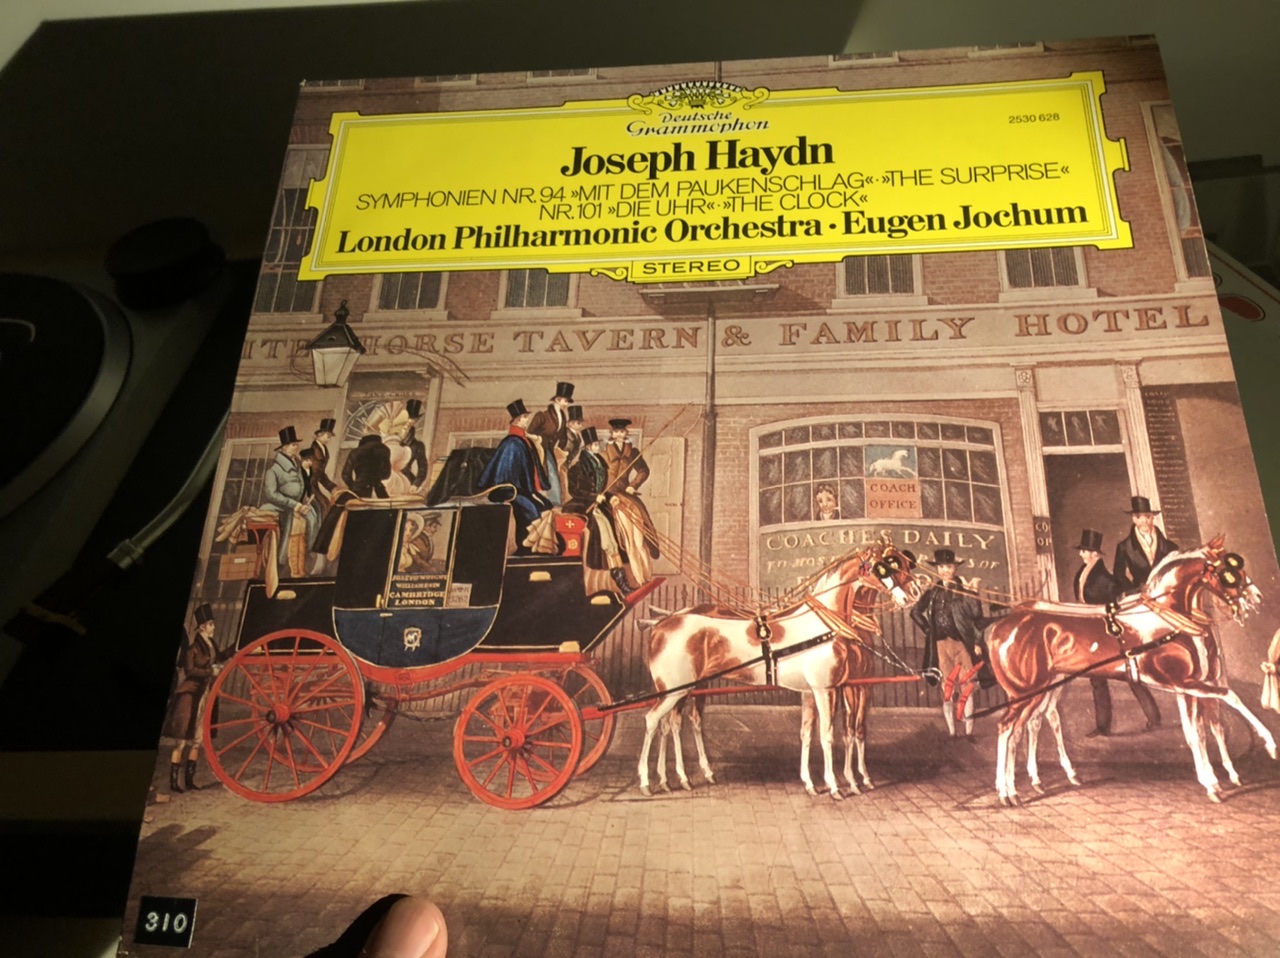 Deutsche
Grammophon
2530 628
Joseph Haydn
SYMPHONIEN NR. 94 »MIT DEM PAUKENSCHLAG«·»THE SURPRISE«
NR. 101 »DIE UHR«·»THE CLOCK«
London Philharmonic Orchestra • Eugen Jochum
STEREO
ITE HORSE TAVERN & FAMILY HOTEL
COACH
OFFICE
COACHES DAILY
CAMBRIDGE
LONDON
310